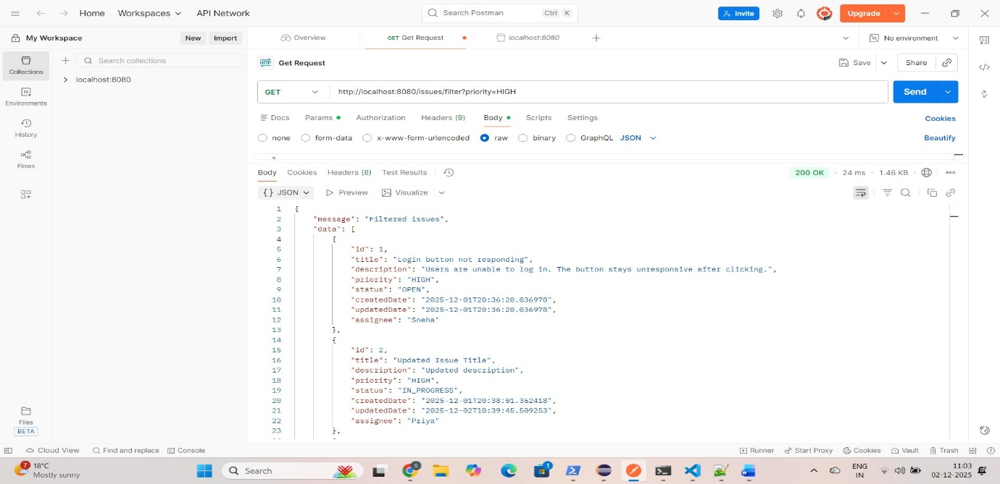 Home Workspaces API Network Search Postman Ctrl K Invite Upgrade
My Workspace New Import Overview GET Get Request localhost:8080 No environment
Collections Search collections HTTP Get Request Save Share
localhost:8080
GET http://localhost:8080/issues/filter?priority=HIGH Send
Environments
Docs Params Authorization Headers (9) Body Scripts Settings Cookies
History
none form-data x-www-form-urlencoded raw binary GraphQL JSON Beautify
Flows
1
Body Cookies Headers (8) Test Results 200 OK 24 ms 1.46 KB
{} JSON Preview Visualize
1 {
2 "message": "Filtered issues",
3 "data": [
4 {
5 "id": 1,
6 "title": "Login button not responding",
7 "description": "Users are unable to log in. The button stays unresponsive after clicking.",
8 "priority": "HIGH",
9 "status": "OPEN",
10 "createdDate": "2025-12-01T20:36:20.036978",
11 "updatedDate": "2025-12-01T20:36:20.036978",
12 "assignee": "Sneha"
13 },
14 {
15 "id": 2,
16 "title": "Updated Issue Title",
17 "description": "Updated description",
18 "priority": "HIGH",
19 "status": "IN_PROGRESS",
20 "createdDate": "2025-12-01T20:38:01.362418",
21 "updatedDate": "2025-12-02T10:39:45.509253",
22 "assignee": "Priya"
23 },
Files
BETA
Cloud View Find and replace Console Runner Start Proxy Cookies Vault Trash
7 18°C
Mostly sunny
Search
S
1
ENG
IN
11:03
02-12-2025